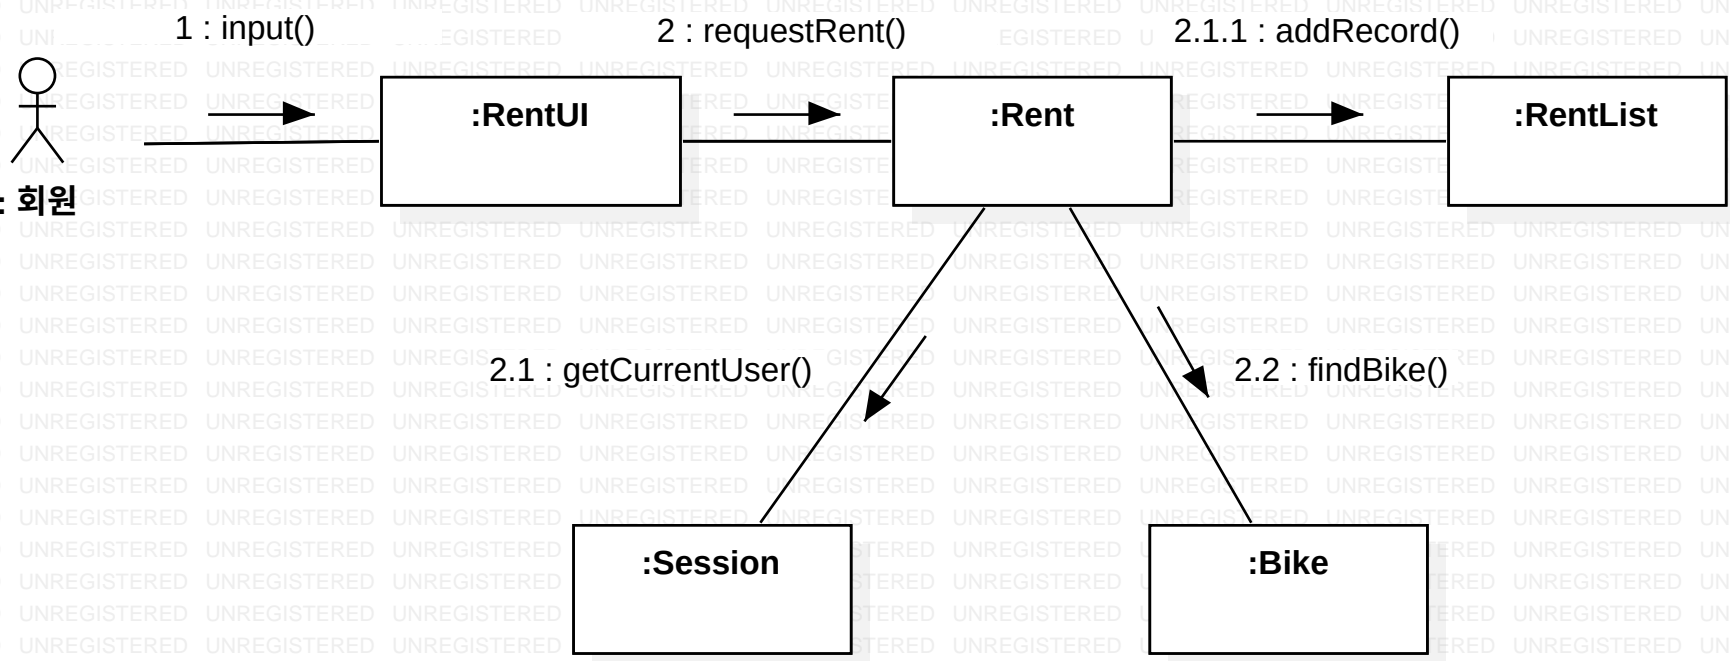 1 : input()
2 : requestRent()
2.1.1 : addRecord()
:RentUI
:Rent
:RentList
: 회원
2.1 : getCurrentUser()
2.2 : findBike()
:Session
:Bike
UNREGISTERED